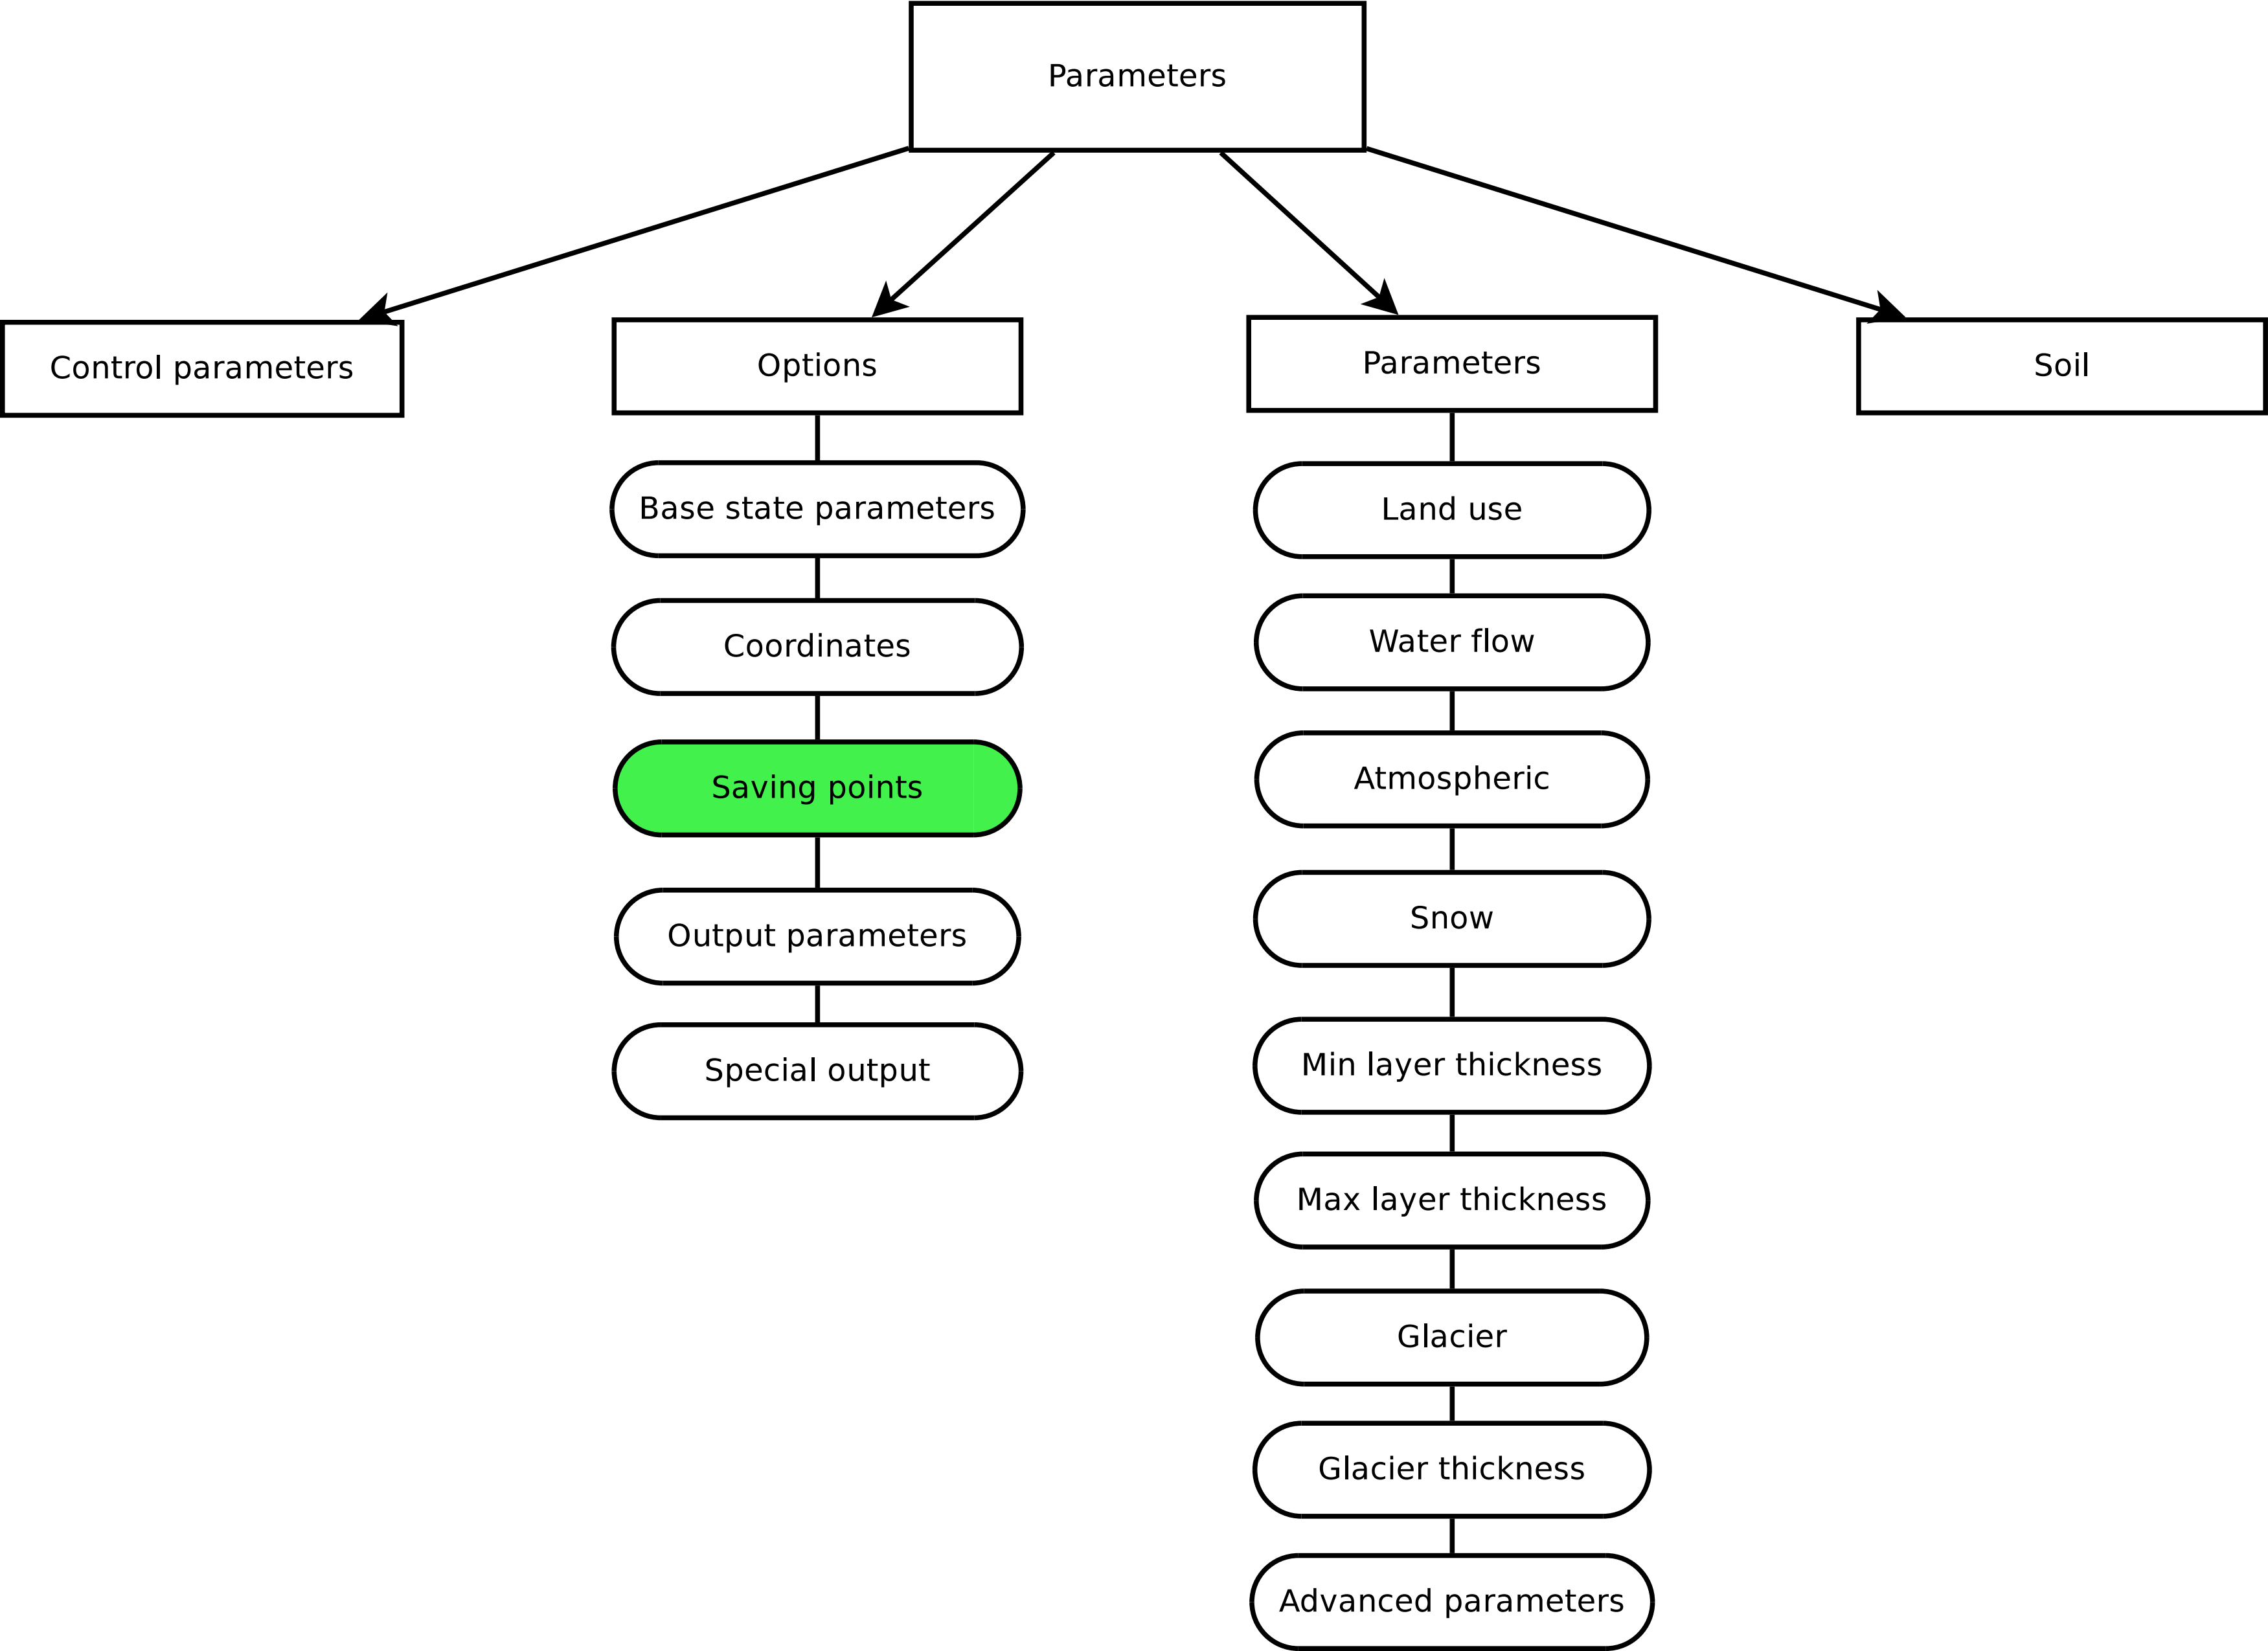 Parameters
Control parameters
Options
Parameters
Soil
Base state parameters
Coordinates
Saving points
Output parameters
Special output
Land use
Water flow
Atmospheric
Snow
Min layer thickness
Max layer thickness
Glacier
Glacier thickness
Advanced parameters